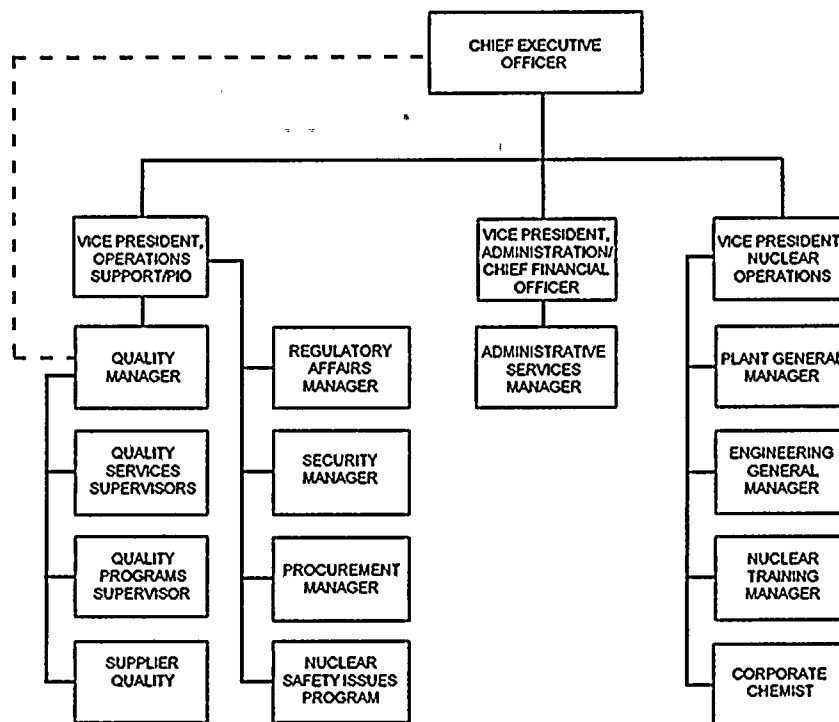 CHIEF EXECUTIVE
OFFICER
VICE PRESIDENT,
OPERATIONS
SUPPORT/PIO
VICE PRESIDENT,
ADMINISTRATION/
CHIEF FINANCIAL
OFFICER
VICE PRESIDENT
NUCLEAR
OPERATIONS
QUALITY
MANAGER
REGULATORY
AFFAIRS
MANAGER
ADMINISTRATIVE
SERVICES
MANAGER
PLANT GENERAL
MANAGER
QUALITY
SERVICES
SUPERVISORS
SECURITY
MANAGER
ENGINEERING
GENERAL
MANAGER
QUALITY
PROGRAMS
SUPERVISOR
PROCUREMENT
MANAGER
NUCLEAR
TRAINING
MANAGER
SUPPLIER
QUALITY
NUCLEAR
SAFETY ISSUES
PROGRAM
CORPORATE
CHEMIST